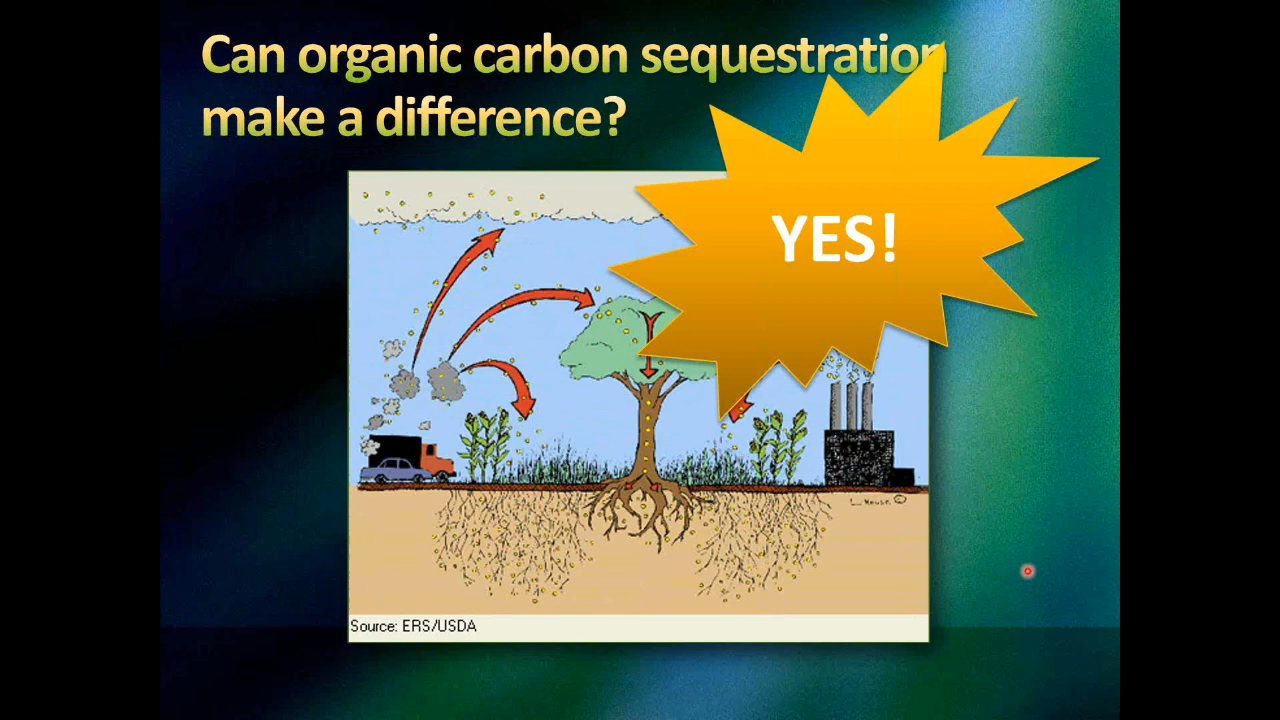 Can organic carbon sequestration
make a difference?
YES!
Source: ERS/USDA